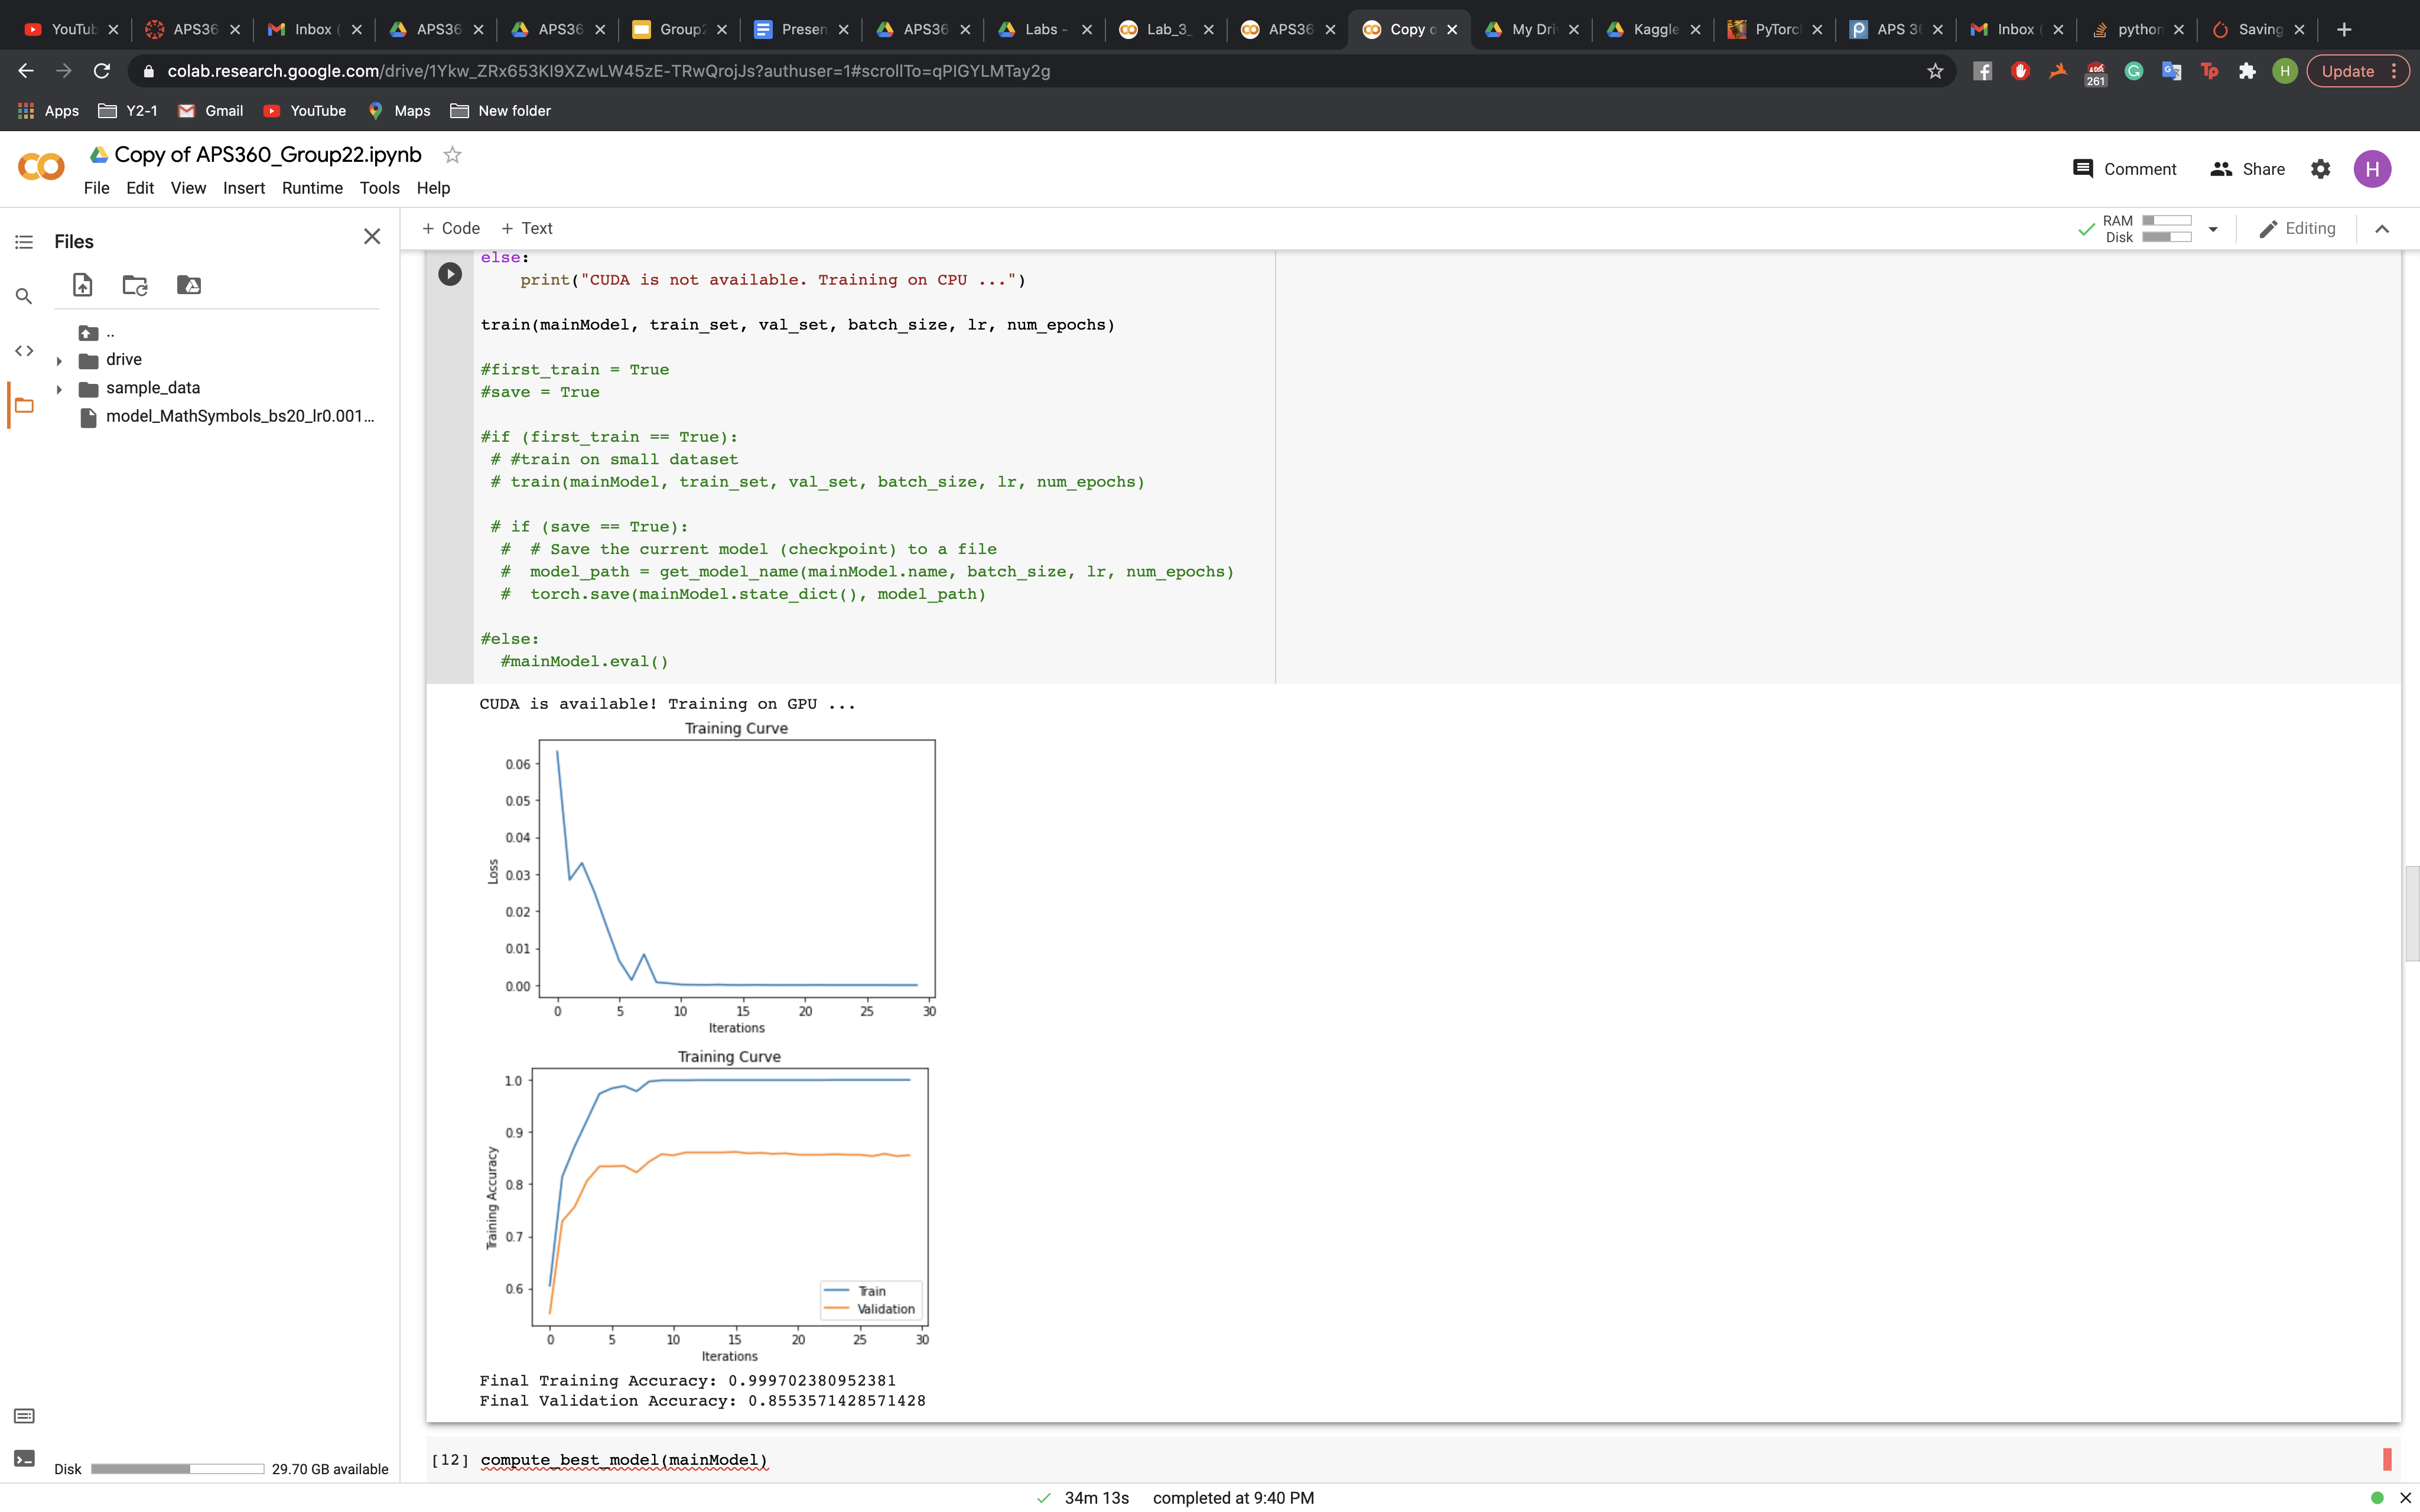 YouTub APS36 Inbox ( APS36 APS36 Group2 Presen APS36 Labs - Lab_3_ APS36 Copy o My Dri Kaggle PyTorc APS 36 Inbox ( python Saving
colab.research.google.com/drive/1Ykw_ZRx653KI9XZwLW45zE-TRwQrojJs?authuser=1#scrollTo=qPIGYLMTay2g
261 Tp H Update
Apps Y2-1 Gmail YouTube Maps New folder
Copy of APS360_Group22.ipynb
File Edit View Insert Runtime Tools Help
Comment Share H
Files
+ Code + Text
RAM
Disk
Editing
..
drive
sample_data
model_MathSymbols_bs20_lr0.001...
else:
print("CUDA is not available. Training on CPU ...")
train(mainModel, train_set, val_set, batch_size, lr, num_epochs)
#first_train = True
#save = True
#if (first_train == True):
# #train on small dataset
# train(mainModel, train_set, val_set, batch_size, lr, num_epochs)
# if (save == True):
# # Save the current model (checkpoint) to a file
# model_path = get_model_name(mainModel.name, batch_size, lr, num_epochs)
# torch.save(mainModel.state_dict(), model_path)
#else:
#mainModel.eval()
CUDA is available! Training on GPU ...
Training Curve
0.06
0.05
0.04
0.03
0.02
0.01
0.00
Loss
0 5 10 15 20 25 30
Iterations
Training Curve
1.0
0.9
0.8
0.7
0.6
Training Accuracy
Train
Validation
0 5 10 15 20 25 30
Iterations
Final Training Accuracy: 0.999702380952381
Final Validation Accuracy: 0.8553571428571428
[12] compute_best_model(mainModel)
Disk 29.70 GB available
34m 13s completed at 9:40 PM